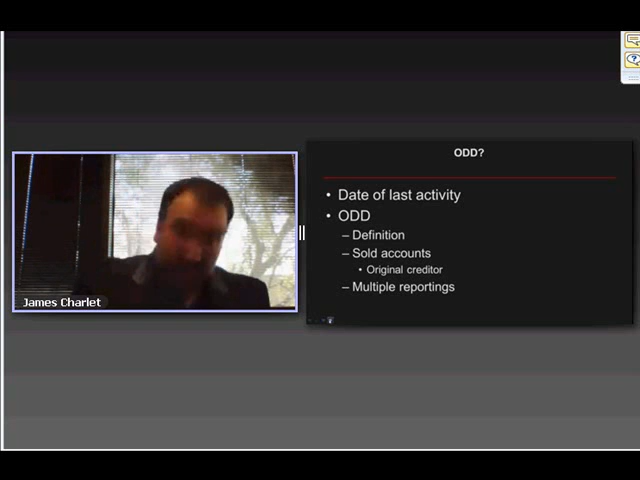 ODD?
• Date of last activity
• ODD
– Definition
– Sold accounts
• Original creditor
– Multiple reportings
James Charlet